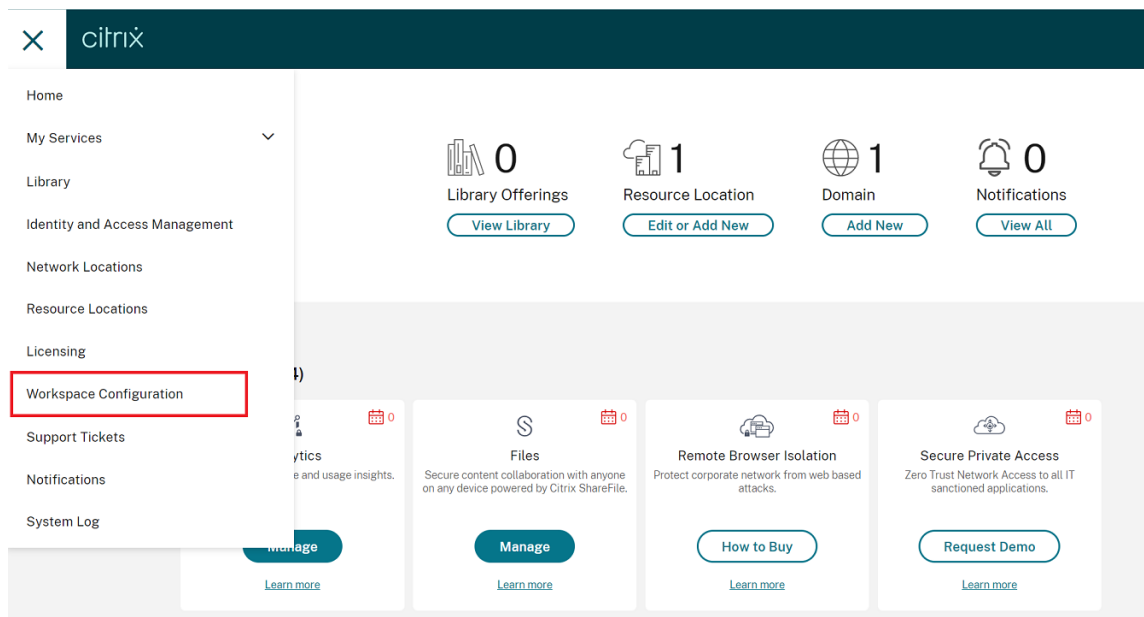 citrix
Home
My Services
Library
Identity and Access Management
Network Locations
Resource Locations
Licensing
Workspace Configuration
Support Tickets
Notifications
System Log
0
Library Offerings
View Library
1
Resource Location
Edit or Add New
1
Domain
Add New
0
Notifications
View All
4)
0
ytics
e and usage insights.
Manage
Learn more
0
Files
Secure content collaboration with anyone
on any device powered by Citrix ShareFile.
Manage
Learn more
0
Remote Browser Isolation
Protect corporate network from web based
attacks.
How to Buy
Learn more
0
Secure Private Access
Zero Trust Network Access to all IT
sanctioned applications.
Request Demo
Learn more